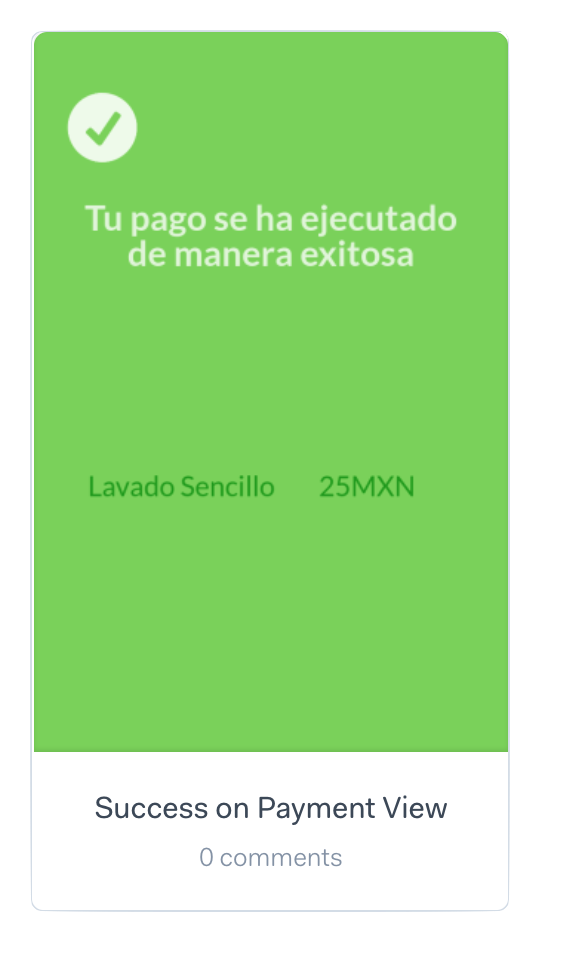 Tu pago se ha ejecutado
de manera exitosa
Lavado Sencillo 25MXN
Success on Payment View
0 comments